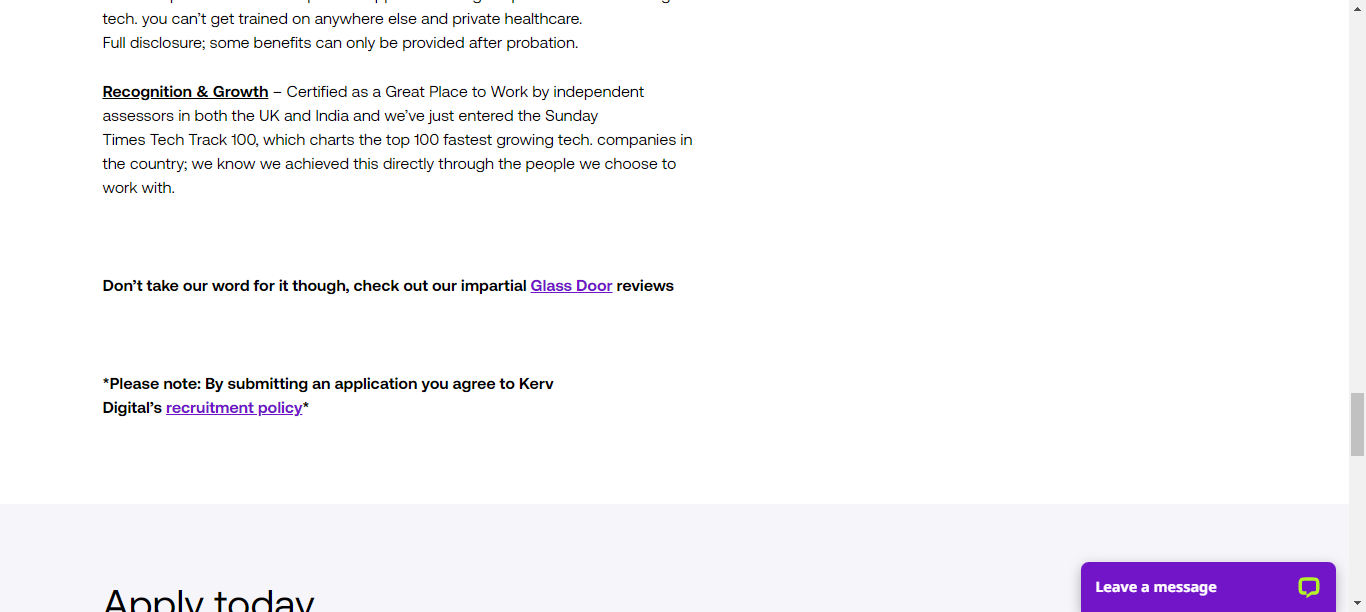 tech. you can't get trained on anywhere else and private healthcare.
Full disclosure; some benefits can only be provided after probation.
Recognition & Growth – Certified as a Great Place to Work by independent
assessors in both the UK and India and we've just entered the Sunday
Times Tech Track 100, which charts the top 100 fastest growing tech. companies in
the country; we know we achieved this directly through the people we choose to
work with.
Don't take our word for it though, check out our impartial Glass Door reviews
*Please note: By submitting an application you agree to Kerv
Digital's recruitment policy*
Apply today
Leave a message